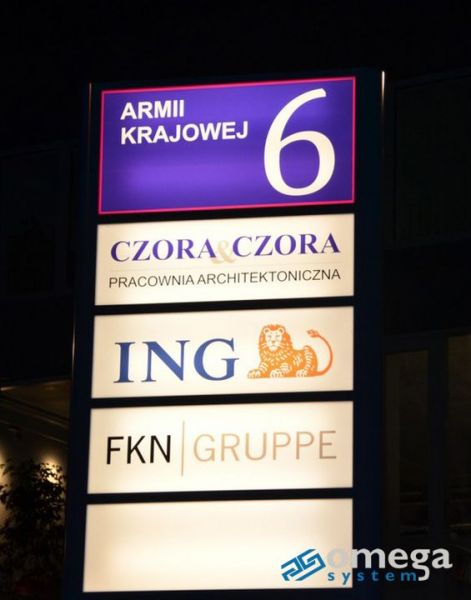 ARMII
KRAJOWEJ
6
CZORA&CZORA
PRACOWNIA ARCHITEKTONICZNA
ING
FKN|GRUPPE
omega
system